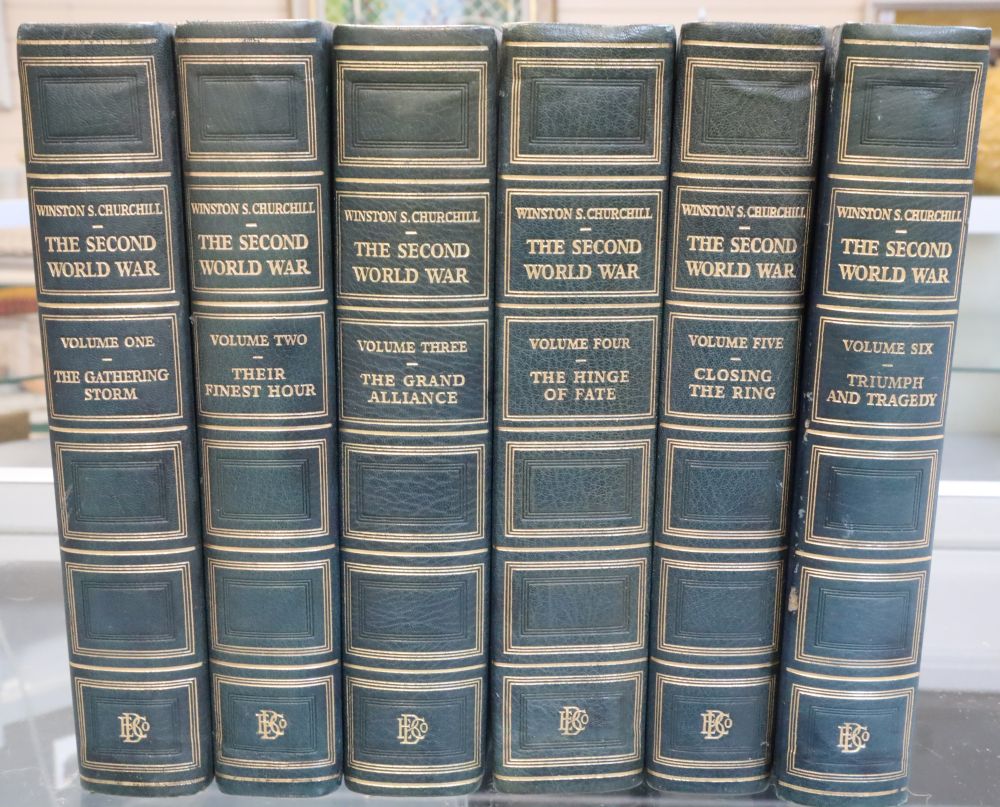 WINSTON S. CHURCHILL
THE SECOND
WORLD WAR
VOLUME ONE
THE GATHERING
STORM
WINSTON S. CHURCHILL
THE SECOND
WORLD WAR
VOLUME TWO
THEIR
FINEST HOUR
WINSTON S. CHURCHILL
THE SECOND
WORLD WAR
VOLUME THREE
THE GRAND
ALLIANCE
WINSTON S. CHURCHILL
THE SECOND
WORLD WAR
VOLUME FOUR
THE HINGE
OF FATE
WINSTON S. CHURCHILL
THE SECOND
WORLD WAR
VOLUME FIVE
CLOSING
THE RING
WINSTON S. CHURCHILL
THE SECOND
WORLD WAR
VOLUME SIX
TRIUMPH
AND TRAGEDY